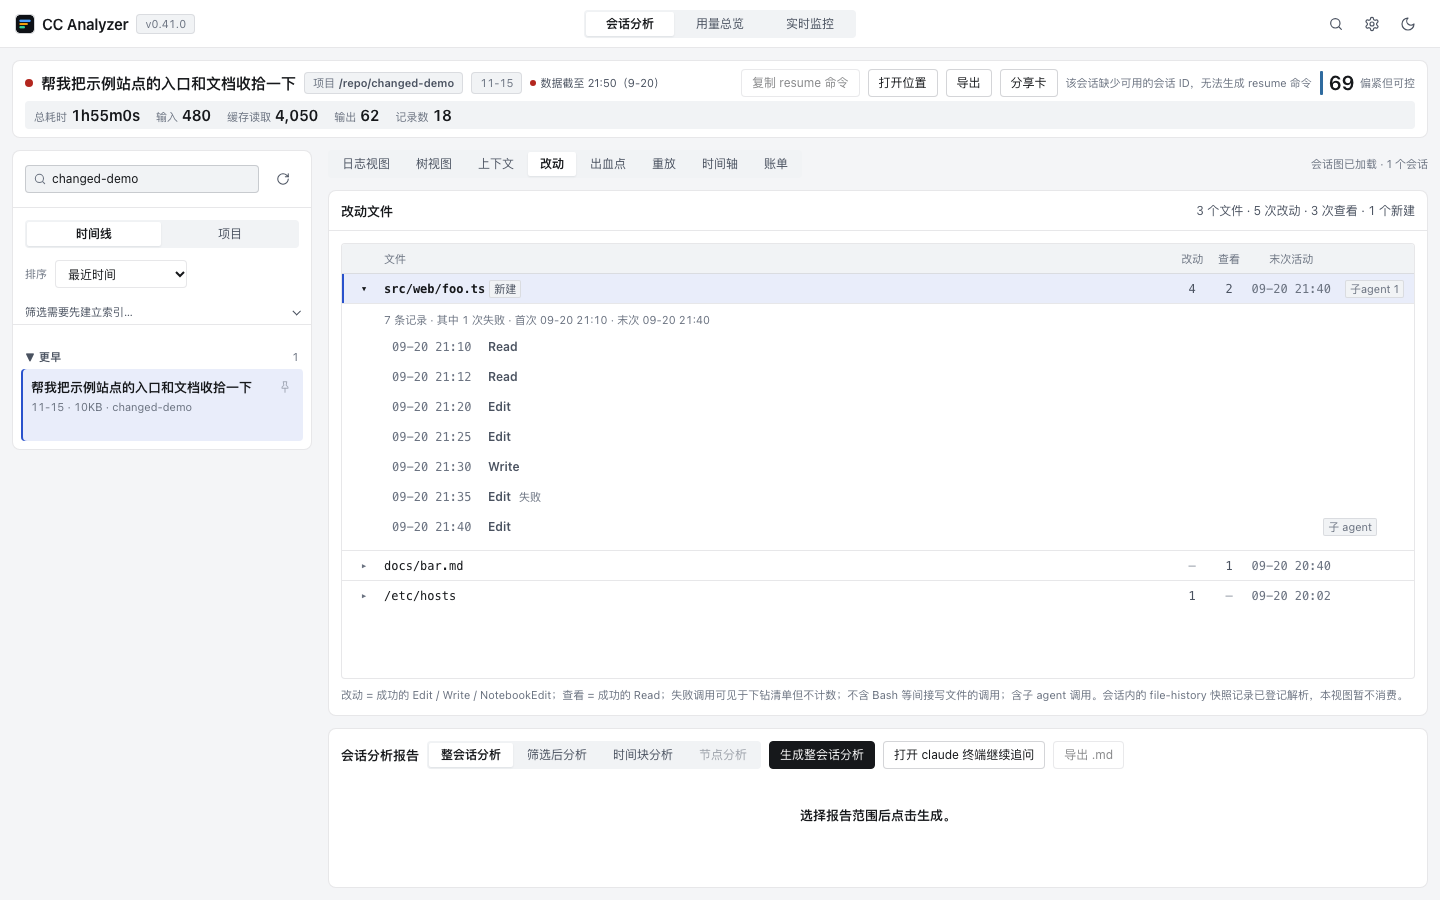 CC Analyzer v0.41.0 会话分析 用量总览 实时监控
帮我把示例站点的入口和文档收拾一下 项目 /repo/changed-demo 11-15 数据截至 21:50 (9-20) 复制 resume 命令 打开位置 导出 分享卡 该会话缺少可用的会话 ID，无法生成 resume 命令 69 偏紧但可控
总耗时 1h55m0s 输入 480 缓存读取 4,050 输出 62 记录数 18
changed-demo
时间线 项目
排序 最近时间
筛选需要先建立索引...
▼ 更早 1
帮我把示例站点的入口和文档收拾一下
11-15 · 10KB · changed-demo
日志视图 树视图 上下文 改动 出血点 重放 时间轴 账单 会话图已加载 · 1 个会话
改动文件 3 个文件 · 5 次改动 · 3 次查看 · 1 个新建
文件 改动 查看 末次活动
▾ src/web/foo.ts 新建 4 2 09-20 21:40 子agent 1
7 条记录 · 其中 1 次失败 · 首次 09-20 21:10 · 末次 09-20 21:40
09-20 21:10 Read
09-20 21:12 Read
09-20 21:20 Edit
09-20 21:25 Edit
09-20 21:30 Write
09-20 21:35 Edit 失败
09-20 21:40 Edit 子 agent
▸ docs/bar.md — 1 09-20 20:40
▸ /etc/hosts 1 — 09-20 20:02
改动 = 成功的 Edit / Write / NotebookEdit；查看 = 成功的 Read；失败调用可见于下钻清单但不计数；不含 Bash 等间接写文件的调用；含子 agent 调用。会话内的 file-history 快照记录已登记解析，本视图暂不消费。
会话分析报告 整会话分析 筛选后分析 时间块分析 节点分析 生成整会话分析 打开 claude 终端继续追问 导出 .md
选择报告范围后点击生成。